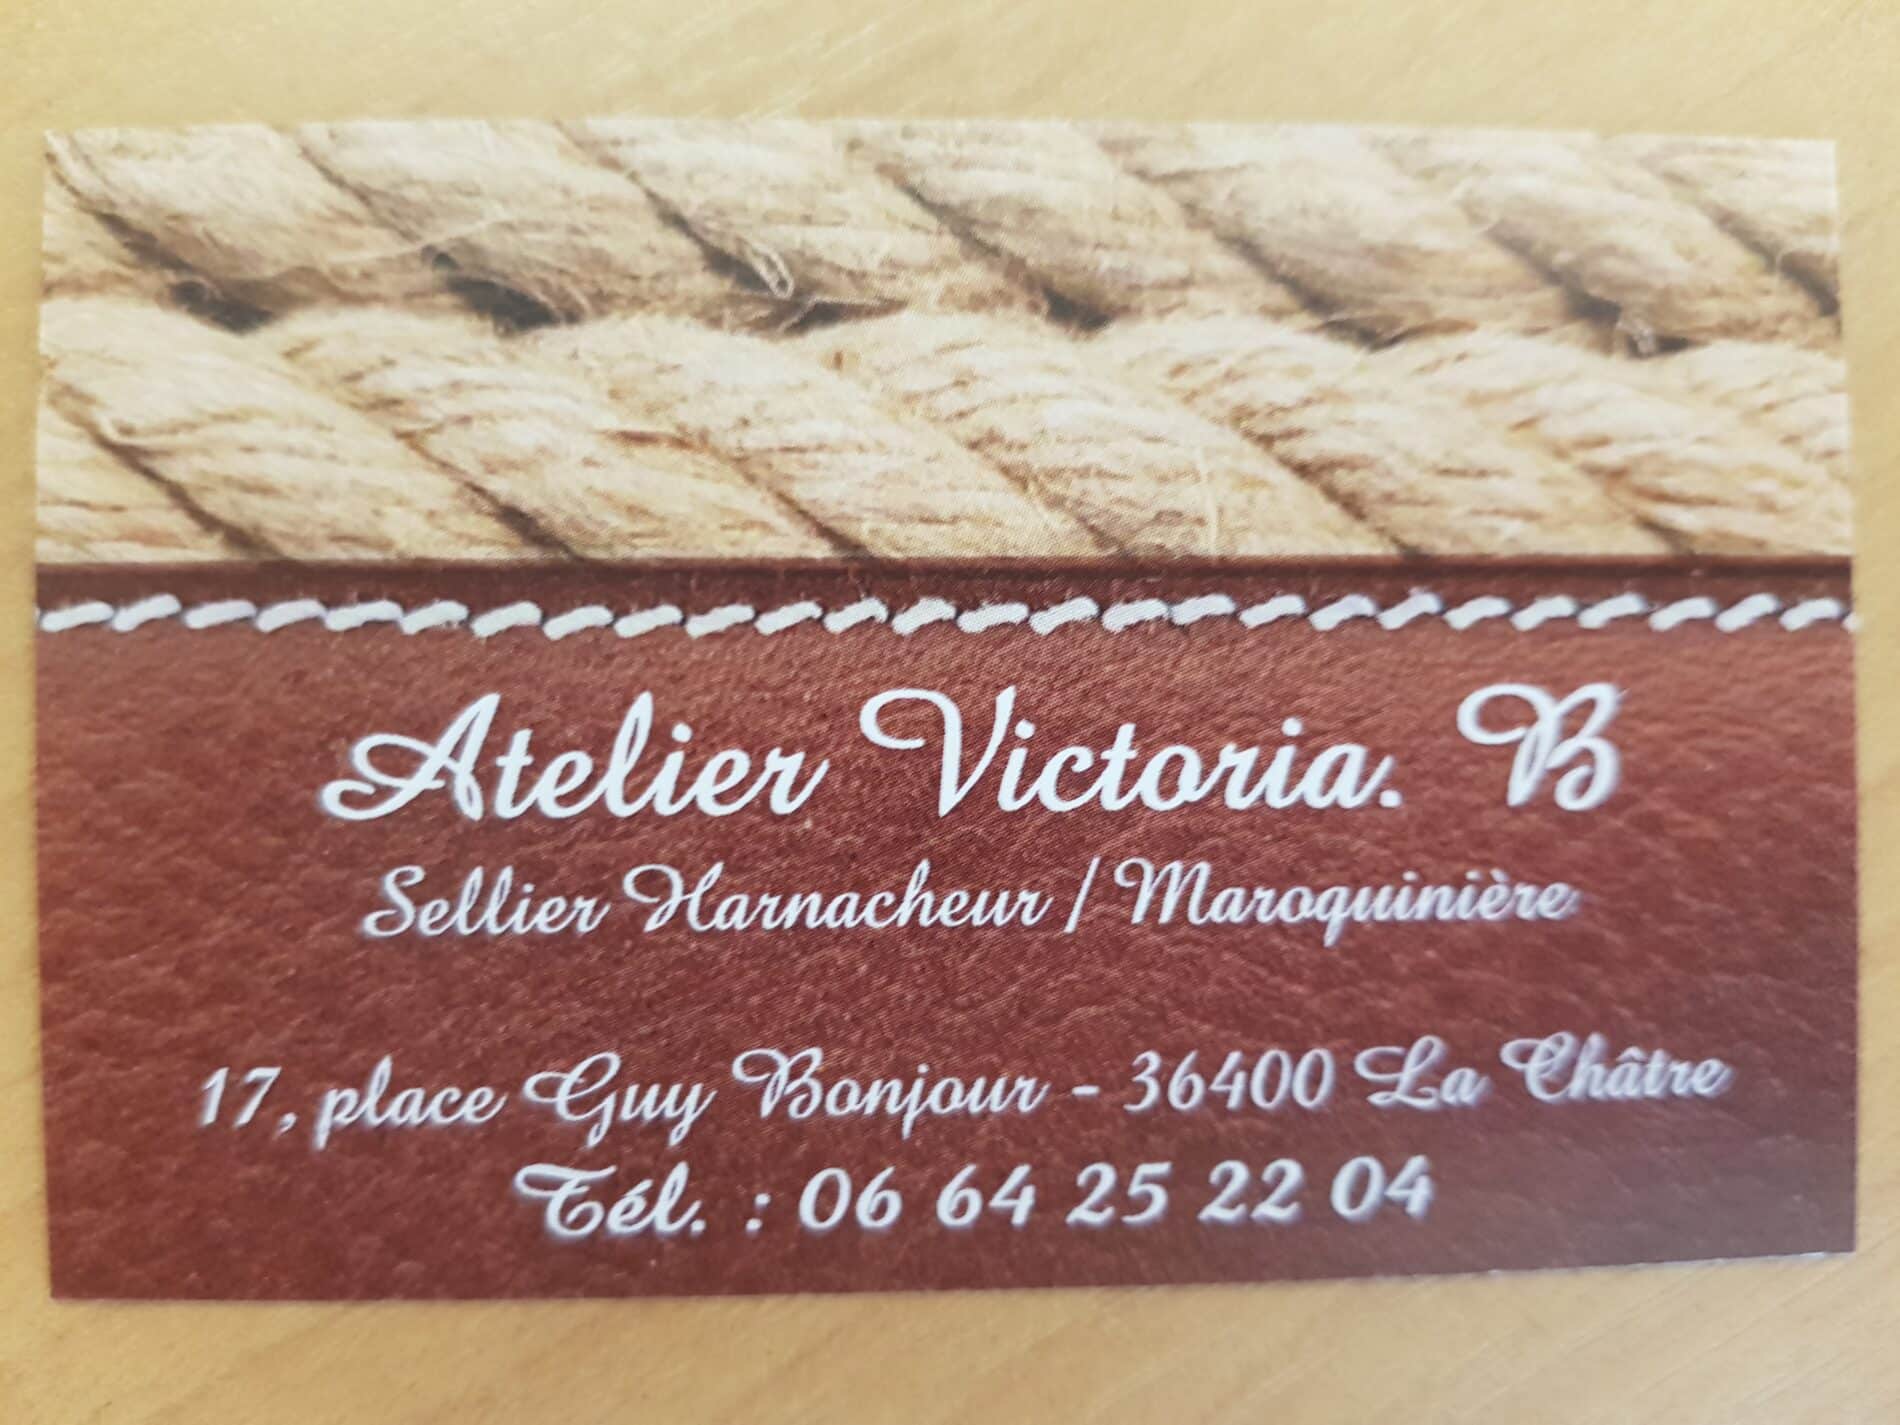 Atelier Victoria. B
Sellier Harnacheur / Maroquinière
17, place Guy Bonjour - 36400 La Châtre
Tél. : 06 64 25 22 04